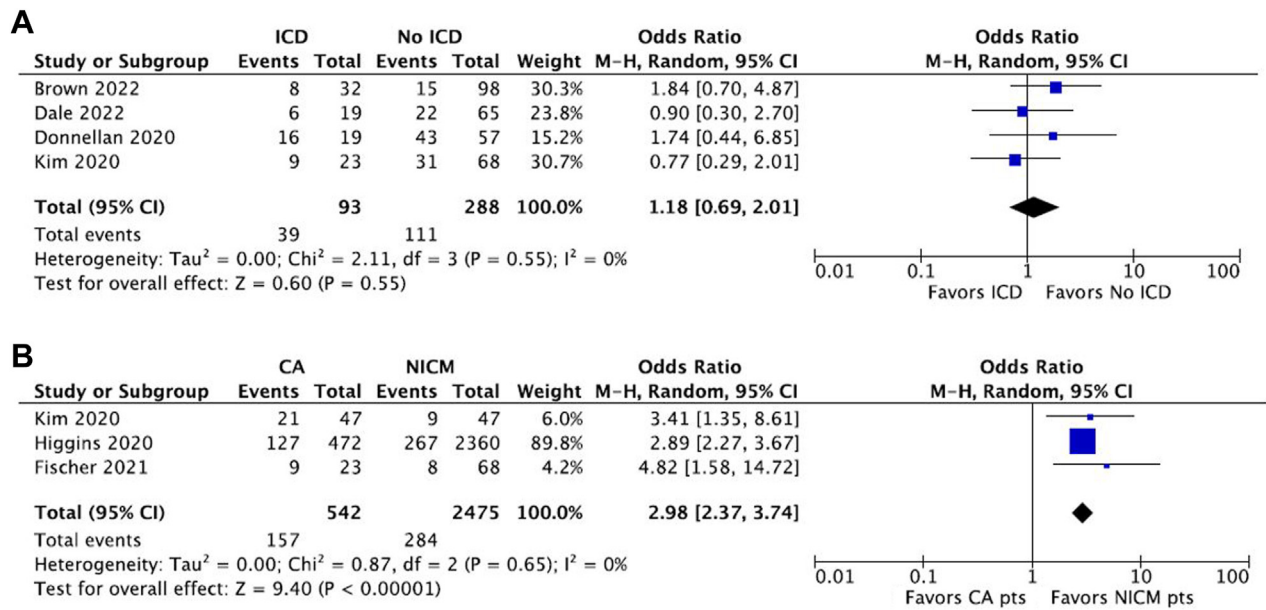 A
ICD No ICD Odds Ratio Odds Ratio
Study or Subgroup Events Total Events Total Weight M-H, Random, 95% CI M-H, Random, 95% CI
Brown 2022 8 32 15 98 30.3% 1.84 [0.70, 4.87]
Dale 2022 6 19 22 65 23.8% 0.90 [0.30, 2.70]
Donnellan 2020 16 19 43 57 15.2% 1.74 [0.44, 6.85]
Kim 2020 9 23 31 68 30.7% 0.77 [0.29, 2.01]
Total (95% CI) 93 288 100.0% 1.18 [0.69, 2.01]
Total events 39 111
Heterogeneity: Tau² = 0.00; Chi² = 2.11, df = 3 (P = 0.55); I² = 0%
Test for overall effect: Z = 0.60 (P = 0.55)
0.01 0.1 1 10 100
Favors ICD Favors No ICD
B
CA NICM Odds Ratio Odds Ratio
Study or Subgroup Events Total Events Total Weight M-H, Random, 95% CI M-H, Random, 95% CI
Kim 2020 21 47 9 47 6.0% 3.41 [1.35, 8.61]
Higgins 2020 127 472 267 2360 89.8% 2.89 [2.27, 3.67]
Fischer 2021 9 23 8 68 4.2% 4.82 [1.58, 14.72]
Total (95% CI) 542 2475 100.0% 2.98 [2.37, 3.74]
Total events 157 284
Heterogeneity: Tau² = 0.00; Chi² = 0.87, df = 2 (P = 0.65); I² = 0%
Test for overall effect: Z = 9.40 (P < 0.00001)
0.01 0.1 1 10 100
Favors CA pts Favors NICM pts